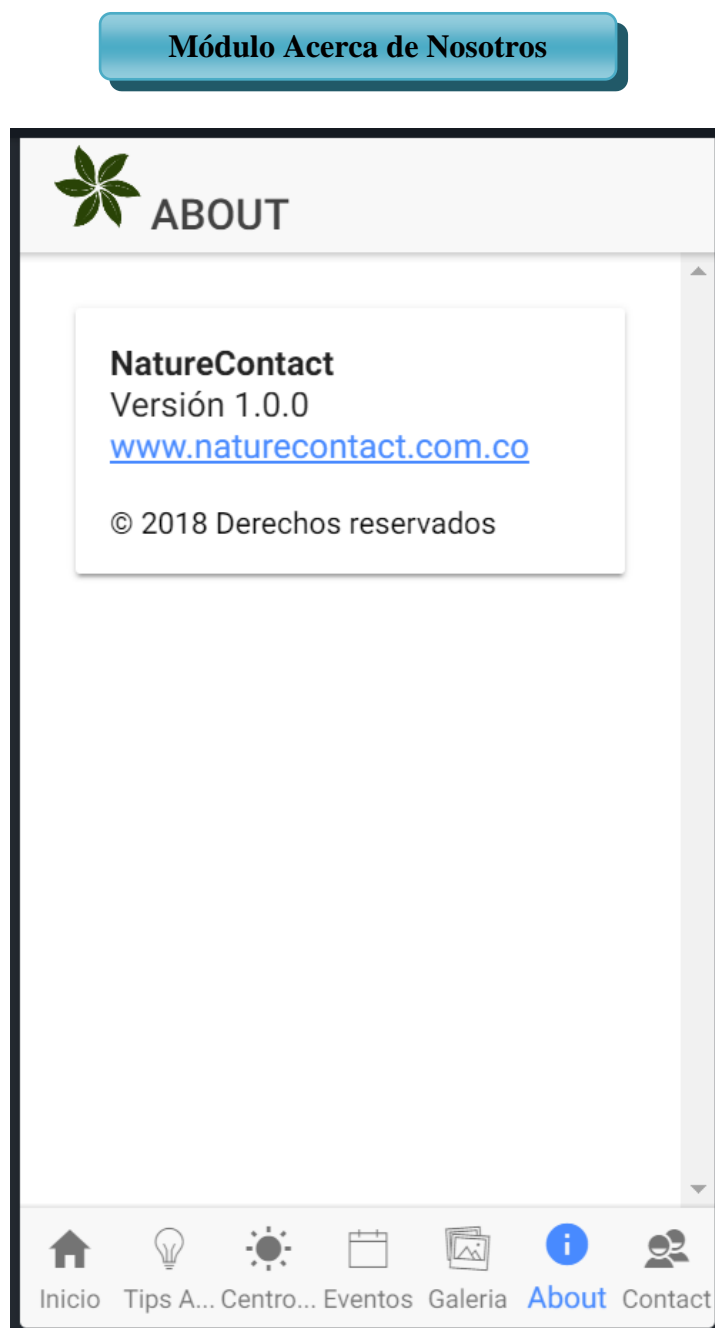 Módulo Acerca de Nosotros
ABOUT
NatureContact
Versión 1.0.0
www.naturecontact.com.co
© 2018 Derechos reservados
Inicio Tips A... Centro... Eventos Galeria About Contact